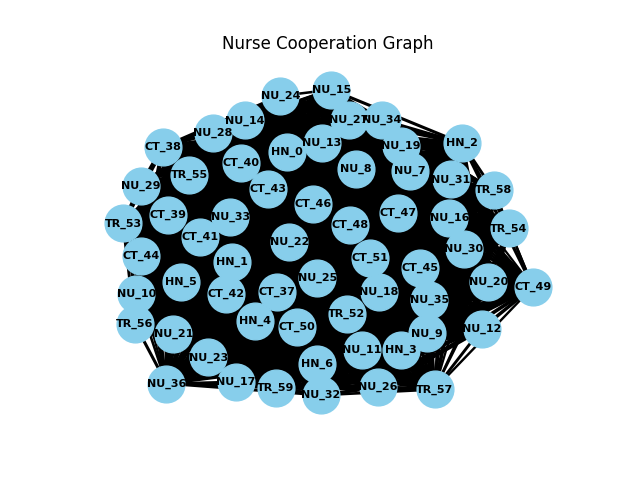 Nurse Cooperation Graph
NU_15
NU_24
NU_14
NU_27
NU_34
NU_28
NU_13
HN_2
CT_38
NU_19
HN_0
CT_40
NU_8
NU_7
TR_55
NU_31
NU_29
CT_43
TR_58
CT_46
CT_39
NU_33
CT_47
NU_16
TR_53
CT_48
TR_54
CT_41
NU_22
NU_30
CT_44
CT_51
HN_1
CT_45
NU_25
HN_5
NU_20
CT_49
NU_10
CT_42
CT_37
NU_18
NU_35
TR_52
HN_4
TR_56
CT_50
NU_12
NU_21
NU_9
NU_11
HN_3
NU_23
HN_6
NU_36
NU_17
TR_59
NU_26
TR_57
NU_32